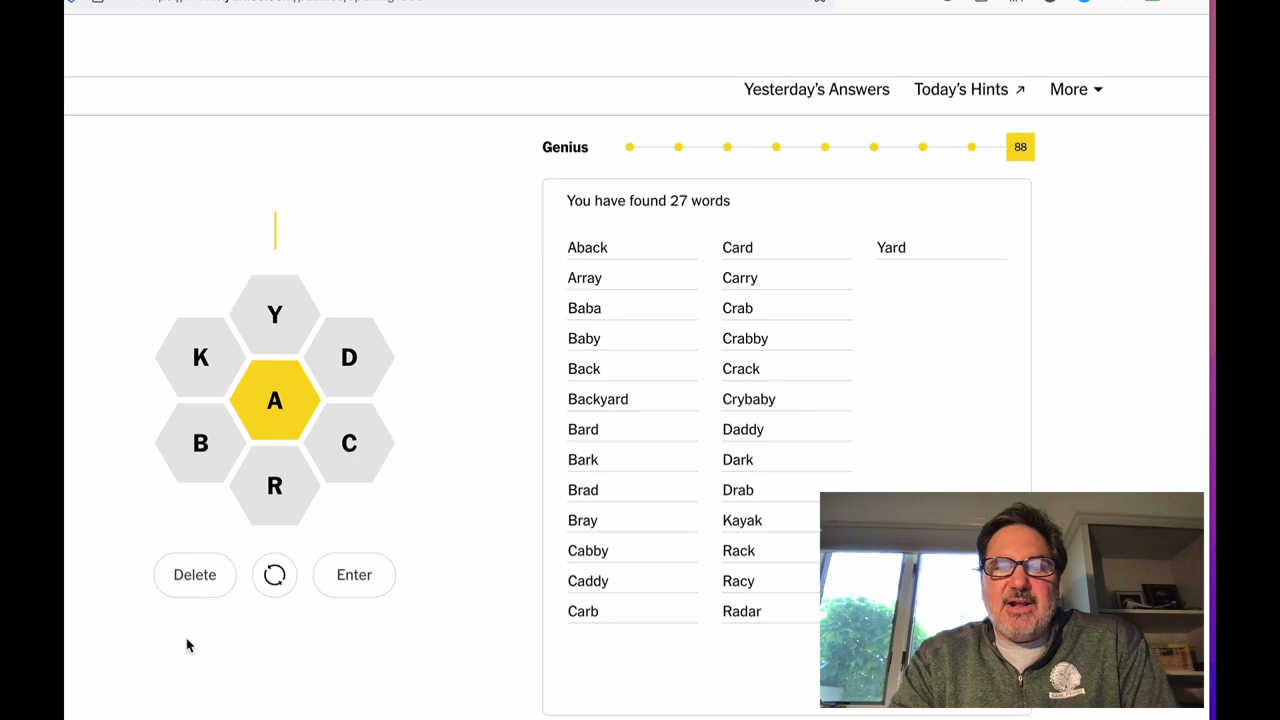 Yesterday's Answers Today's Hints ↗ More
Genius 88
You have found 27 words
Aback Card Yard
Array Carry
Baba Crab
Baby Crabby
Back Crack
Backyard Crybaby
Bard Daddy
Bark Dark
Brad Drab
Bray Kayak
Cabby Rack
Caddy Racy
Carb Radar
Y
K D
A
B C
R
Delete Enter